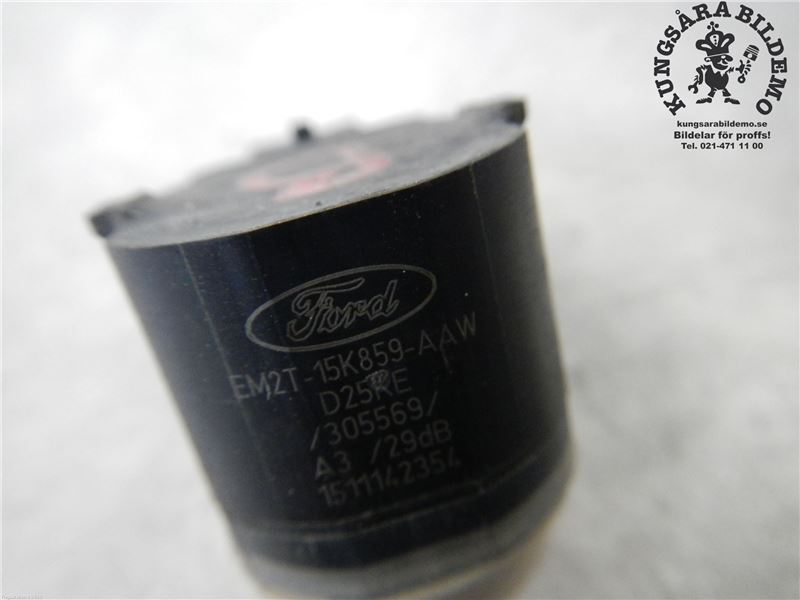 KUNGSÅRA BILDEMO
kungsarabildemo.se
Bildelar för proffs!
Tel. 021-471 11 00
Ford
EM2T-15K859-AAW
D25KE
/305569/
A3 /29dB
1511142354